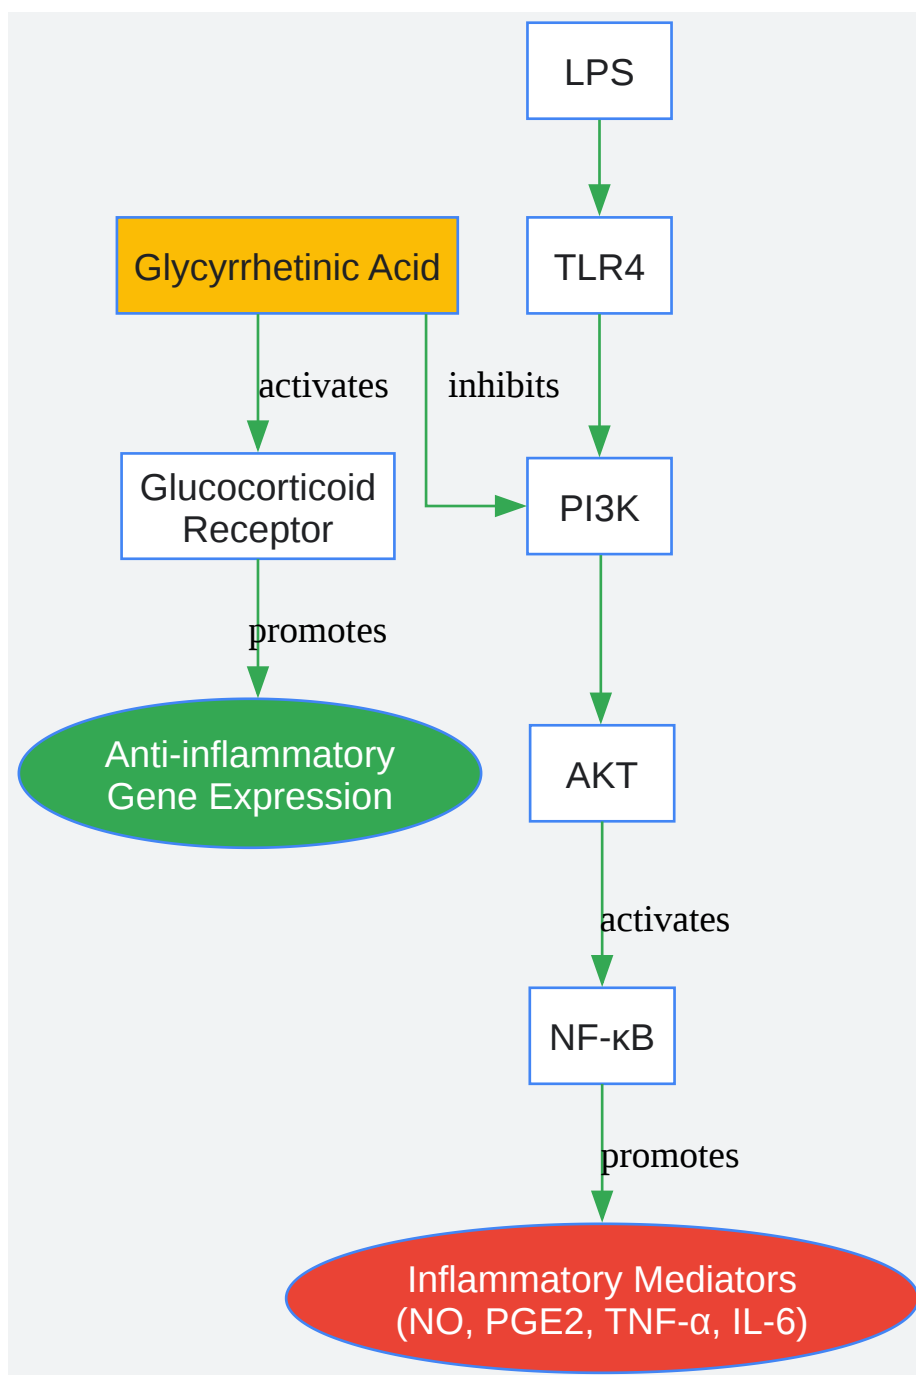 LPS
Glycyrrhetinic Acid
TLR4
activates
inhibits
Glucocorticoid
Receptor
PI3K
promotes
Anti-inflammatory
Gene Expression
AKT
activates
NF-κB
promotes
Inflammatory Mediators
(NO, PGE2, TNF-α, IL-6)